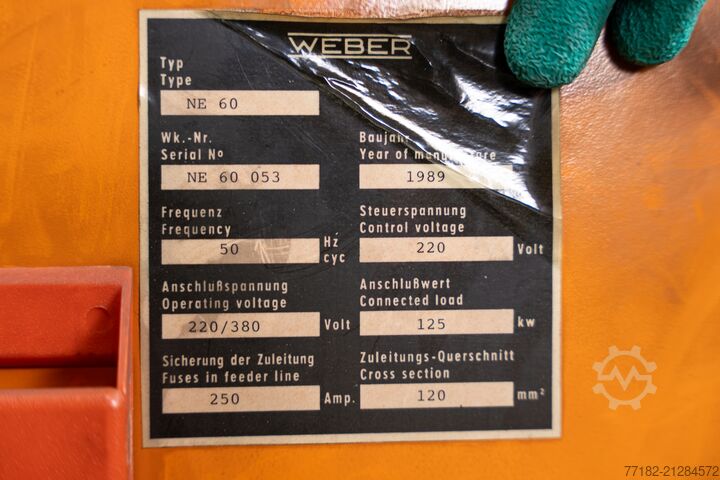 WEBER
Typ
Type
NE 60
Wk.-Nr. Baujahr
Serial No Year of manufacture
NE 60 053 1989
Frequenz Steuerspannung
Frequency Control voltage
50 Hz cyc 220 Volt
Anschlußspannung Anschlußwert
Operating voltage Connected load
220/380 Volt 125 kw
Sicherung der Zuleitung Zuleitungs-Querschnitt
Fuses in feeder line Cross section
250 Amp. 120 mm²
77182-21284572